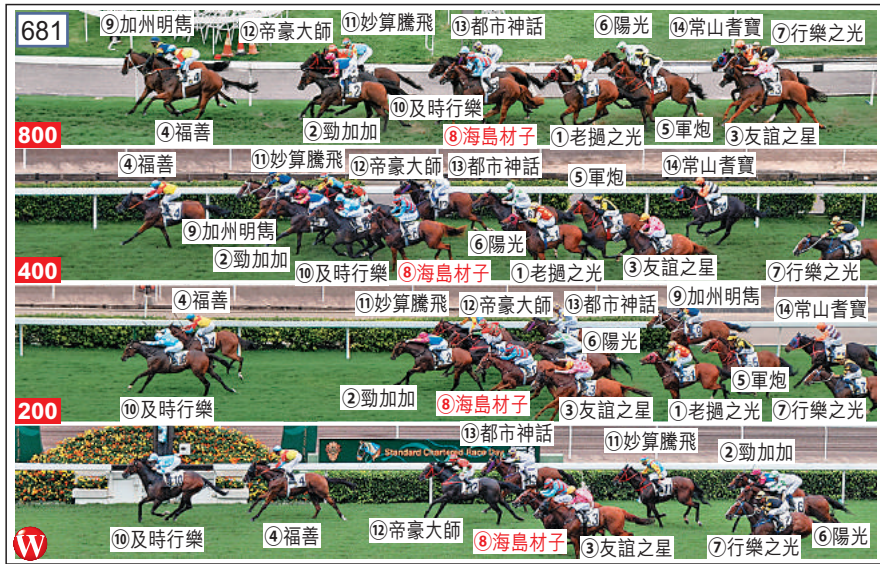 681
⑨加州明雋
⑫帝豪大師
⑪妙算騰飛
⑬都市神話
⑥陽光
⑭常山耆寶
⑦行樂之光
⑩及時行樂
800
④福善
②勁加加
⑧海島材子
①老撾之光
⑤軍炮
③友誼之星
④福善
⑪妙算騰飛
⑫帝豪大師
⑬都市神話
⑤軍炮
⑭常山耆寶
⑨加州明雋
②勁加加
⑥陽光
400
⑩及時行樂
⑧海島材子
①老撾之光
③友誼之星
⑦行樂之光
④福善
⑪妙算騰飛
⑫帝豪大師
⑬都市神話
⑨加州明雋
⑭常山耆寶
⑥陽光
⑤軍炮
200
⑩及時行樂
②勁加加
⑧海島材子
③友誼之星
①老撾之光
⑦行樂之光
⑬都市神話
⑪妙算騰飛
②勁加加
Standard Chartered Race Day
⑩及時行樂
④福善
⑫帝豪大師
⑧海島材子
③友誼之星
⑦行樂之光
⑥陽光
W